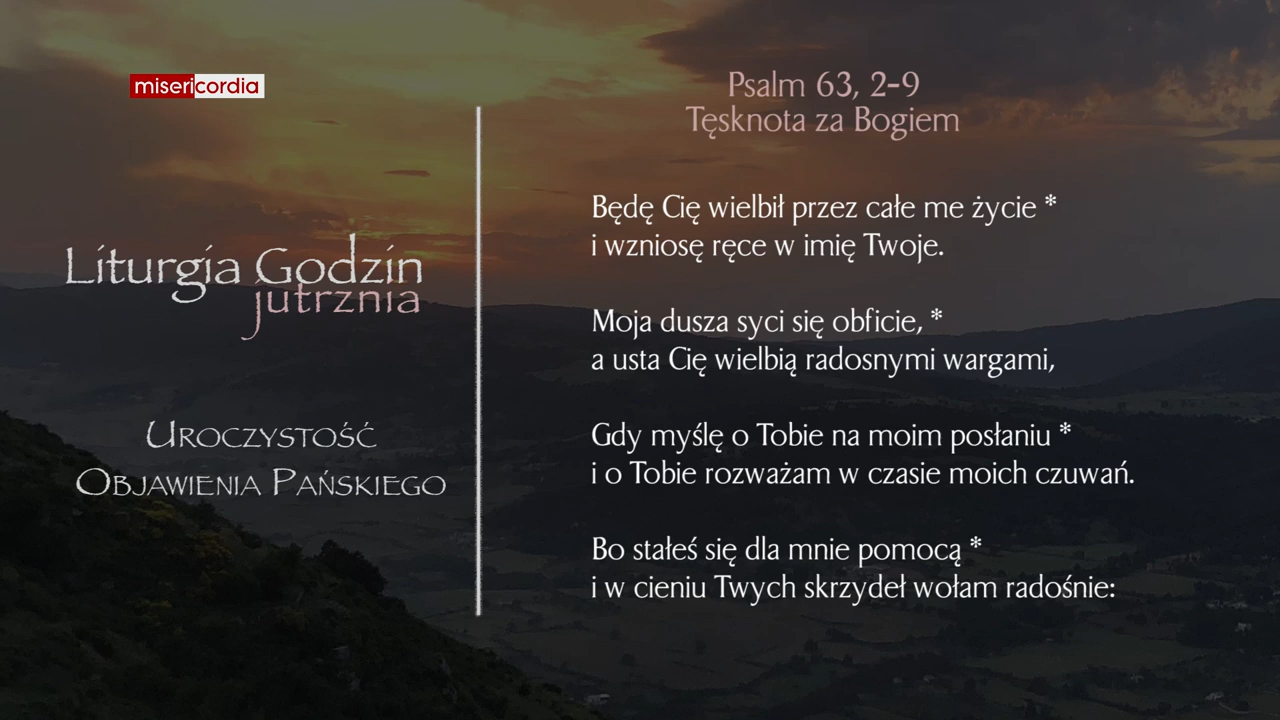 misericordia
Liturgia Godzin
jutrznia
Uroczystość
Objawienia Pańskiego
Psalm 63, 2-9
Tęsknota za Bogiem
Będę Cię wielbił przez całe me życie *
i wzniosę ręce w imię Twoje.
Moja dusza syci się obficie, *
a usta Cię wielbią radosnymi wargami,
Gdy myślę o Tobie na moim posłaniu *
i o Tobie rozważam w czasie moich czuwań.
Bo stałeś się dla mnie pomocą *
i w cieniu Twych skrzydeł wołam radośnie: